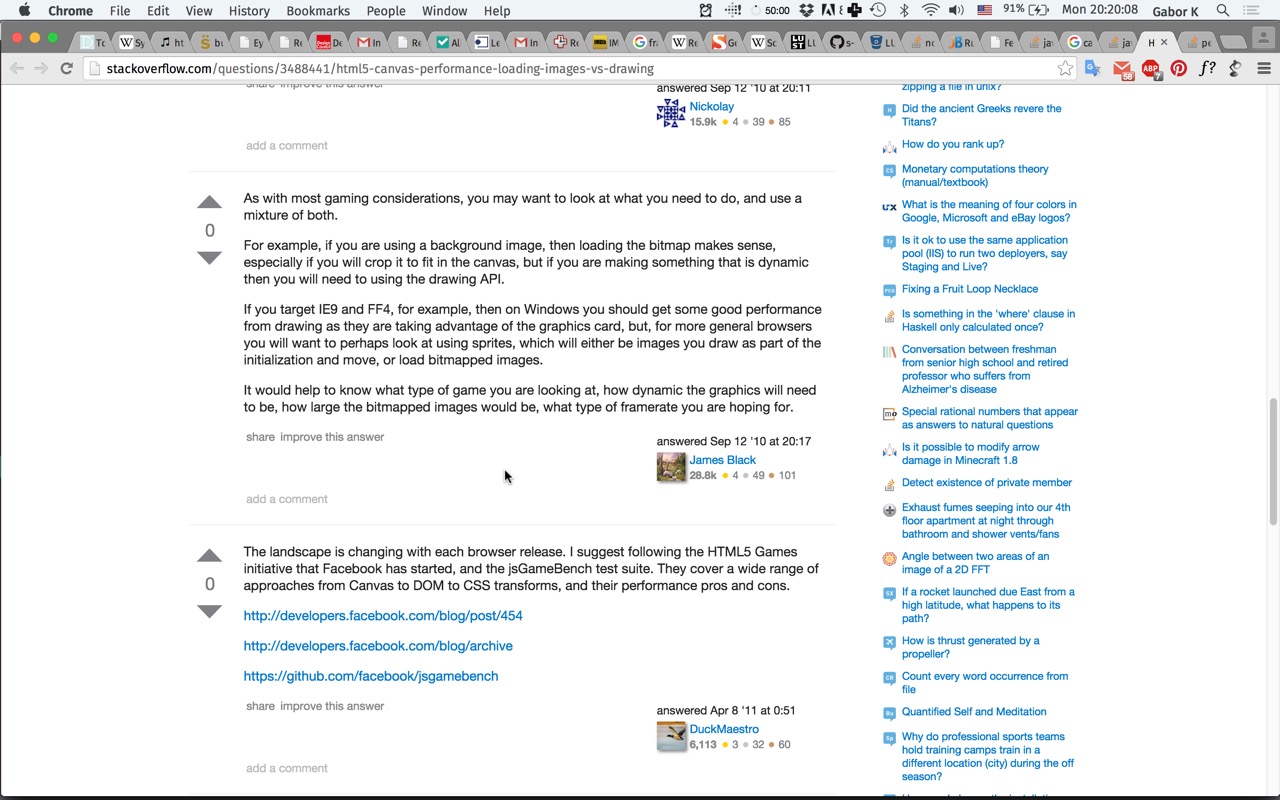 Chrome File Edit View History Bookmarks People Window Help
50:00 91% Mon 20:20:08 Gabor K
stackoverflow.com/questions/3488441/html5-canvas-performance-loading-images-vs-drawing
58
ABP
7
f?
share improve this answer
answered Sep 12 '10 at 20:11
Nickolay
15.9k 4 39 85
add a comment
0
As with most gaming considerations, you may want to look at what you need to do, and use a
mixture of both.
For example, if you are using a background image, then loading the bitmap makes sense,
especially if you will crop it to fit in the canvas, but if you are making something that is dynamic
then you will need to using the drawing API.
If you target IE9 and FF4, for example, then on Windows you should get some good performance
from drawing as they are taking advantage of the graphics card, but, for more general browsers
you will want to perhaps look at using sprites, which will either be images you draw as part of the
initialization and move, or load bitmapped images.
It would help to know what type of game you are looking at, how dynamic the graphics will need
to be, how large the bitmapped images would be, what type of framerate you are hoping for.
share improve this answer
answered Sep 12 '10 at 20:17
James Black
28.8k 4 49 101
add a comment
0
The landscape is changing with each browser release. I suggest following the HTML5 Games
initiative that Facebook has started, and the jsGameBench test suite. They cover a wide range of
approaches from Canvas to DOM to CSS transforms, and their performance pros and cons.
http://developers.facebook.com/blog/post/454
http://developers.facebook.com/blog/archive
https://github.com/facebook/jsgamebench
share improve this answer
answered Apr 8 '11 at 0:51
DuckMaestro
6,113 3 32 60
add a comment
zipping a file in unix?
Did the ancient Greeks revere the
Titans?
How do you rank up?
Monetary computations theory
(manual/textbook)
What is the meaning of four colors in
Google, Microsoft and eBay logos?
Is it ok to use the same application
pool (IIS) to run two deployers, say
Staging and Live?
Fixing a Fruit Loop Necklace
Is something in the 'where' clause in
Haskell only calculated once?
Conversation between freshman
from senior high school and retired
professor who suffers from
Alzheimer's disease
Special rational numbers that appear
as answers to natural questions
Is it possible to modify arrow
damage in Minecraft 1.8
Detect existence of private member
Exhaust fumes seeping into our 4th
floor apartment at night through
bathroom and shower vents/fans
Angle between two areas of an
image of a 2D FFT
If a rocket launched due East from a
high latitude, what happens to its
path?
How is thrust generated by a
propeller?
Count every word occurrence from
file
Quantified Self and Meditation
Why do professional sports teams
hold training camps train in a
different location (city) during the off
season?